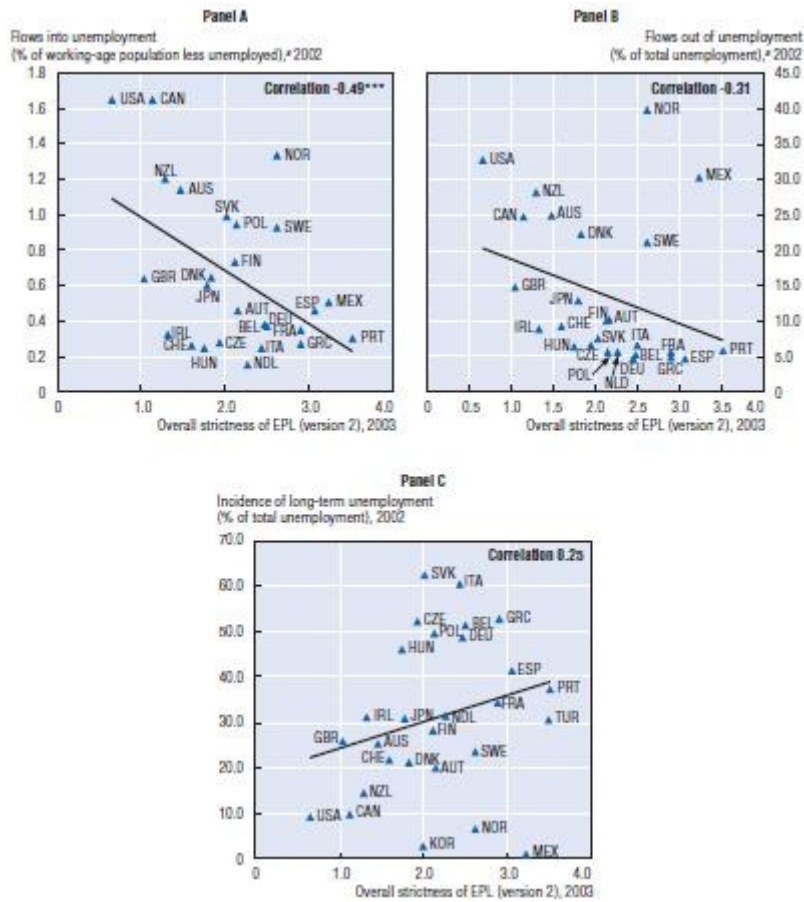 Panel A
Flows into unemployment
(% of working-age population less unemployed),ª 2002
1.8
1.6
1.4
1.2
1.0
0.8
0.6
0.4
0.2
0
Correlation -0.49***
USA
CAN
NOR
NZL
AUS
SVK
POL
SWE
FIN
GBR
DNK
JPN
AUT
ESP
MEX
DEU
BEL
FRA
PRT
IRL
CHE
CZE
ITA
GRC
HUN
NDL
0
1.0
2.0
3.0
4.0
Overall strictness of EPL (version 2), 2003
Panel B
Flows out of unemployment
(% of total unemployment),ª 2002
45.0
40.0
35.0
30.0
25.0
20.0
15.0
10.0
5.0
0
Correlation -0.31
NOR
USA
MEX
NZL
CAN
AUS
DNK
SWE
GBR
JPN
FIN
AUT
IRL
CHE
SVK
ITA
HUN
FRA
PRT
CZE
BEL
ESP
POL
DEU
GRC
NLD
0
0.5
1.0
1.5
2.0
2.5
3.0
3.5
4.0
Overall strictness of EPL (version 2), 2003
Panel C
Incidence of long-term unemployment
(% of total unemployment), 2002
70.0
60.0
50.0
40.0
30.0
20.0
10.0
0
Correlation 0.25
SVK
ITA
CZE
BEL
GRC
POL
DEU
HUN
ESP
PRT
FRA
IRL
JPN
NDL
TUR
FIN
GBR
AUS
SWE
CHE
DNK
AUT
NZL
USA
CAN
NOR
KOR
MEX
0
1.0
2.0
3.0
4.0
Overall strictness of EPL (version 2), 2003